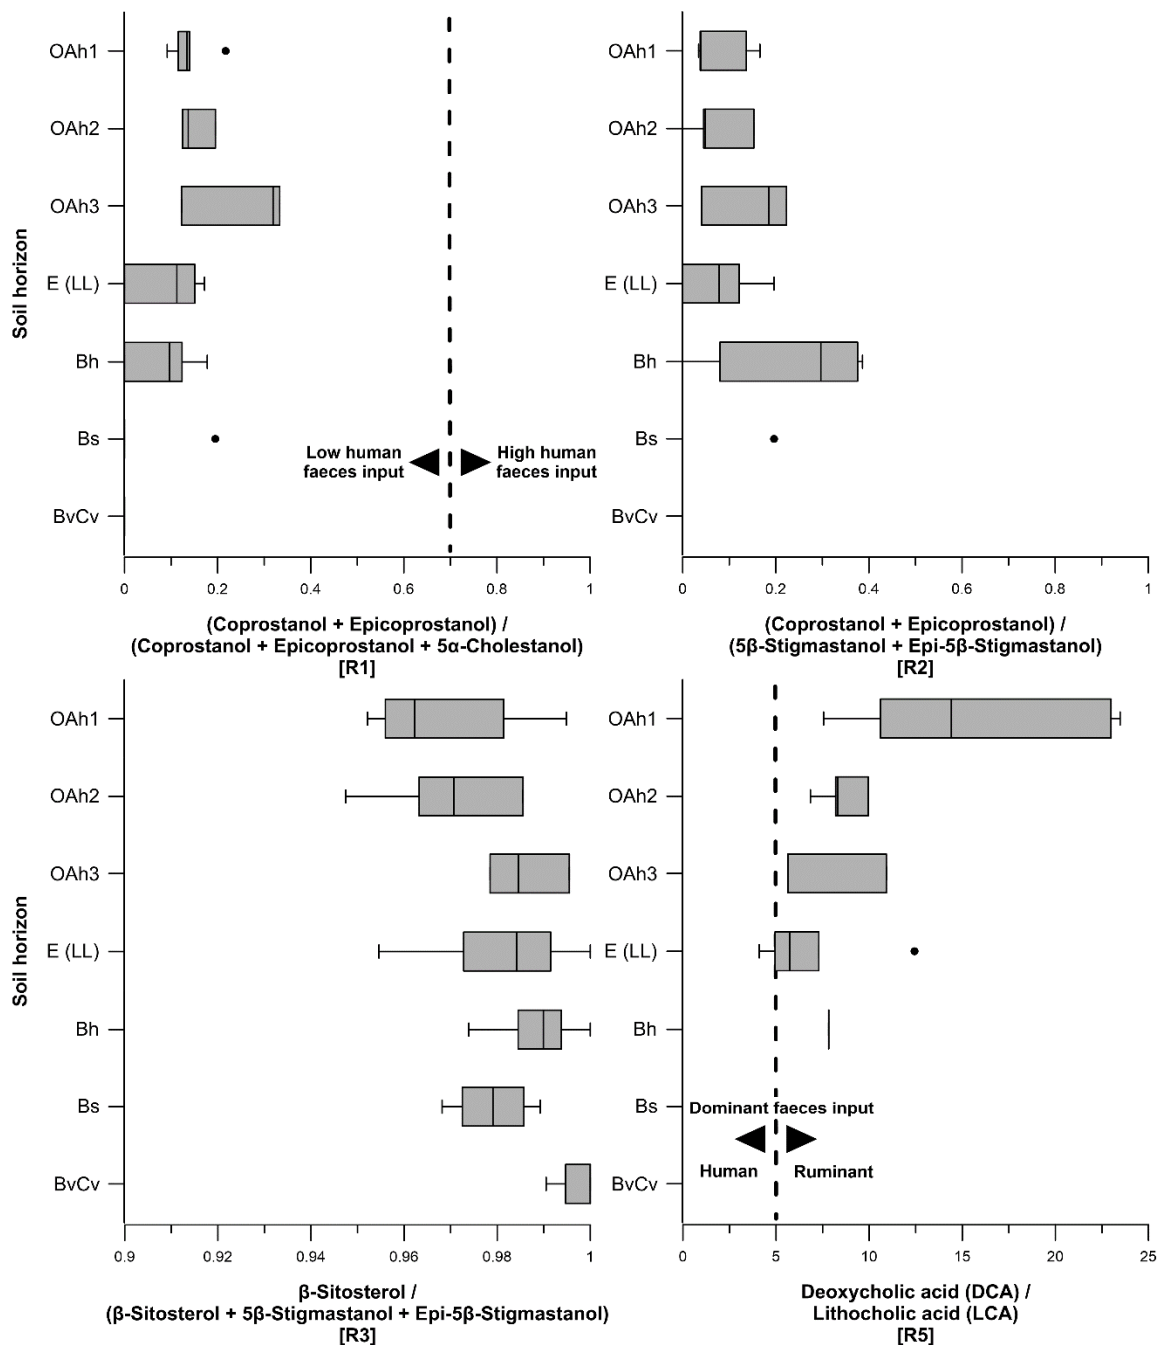 Soil horizon
OAh1
OAh2
OAh3
E (LL)
Bh
Bs
BvCv
Low human
faeces input
High human
faeces input
0 0.2 0.4 0.6 0.8 1
(Coprostanol + Epicoprostanol) /
(Coprostanol + Epicoprostanol + 5α-Cholestanol)
[R1]
OAh1
OAh2
OAh3
E (LL)
Bh
Bs
BvCv
0 0.2 0.4 0.6 0.8 1
(Coprostanol + Epicoprostanol) /
(5β-Stigmastanol + Epi-5β-Stigmastanol)
[R2]
Soil horizon
OAh1
OAh2
OAh3
E (LL)
Bh
Bs
BvCv
0.9 0.92 0.94 0.96 0.98 1
β-Sitosterol /
(β-Sitosterol + 5β-Stigmastanol + Epi-5β-Stigmastanol)
[R3]
OAh1
OAh2
OAh3
E (LL)
Bh
Bs
BvCv
Dominant faeces input
Human Ruminant
0 5 10 15 20 25
Deoxycholic acid (DCA) /
Lithocholic acid (LCA)
[R5]